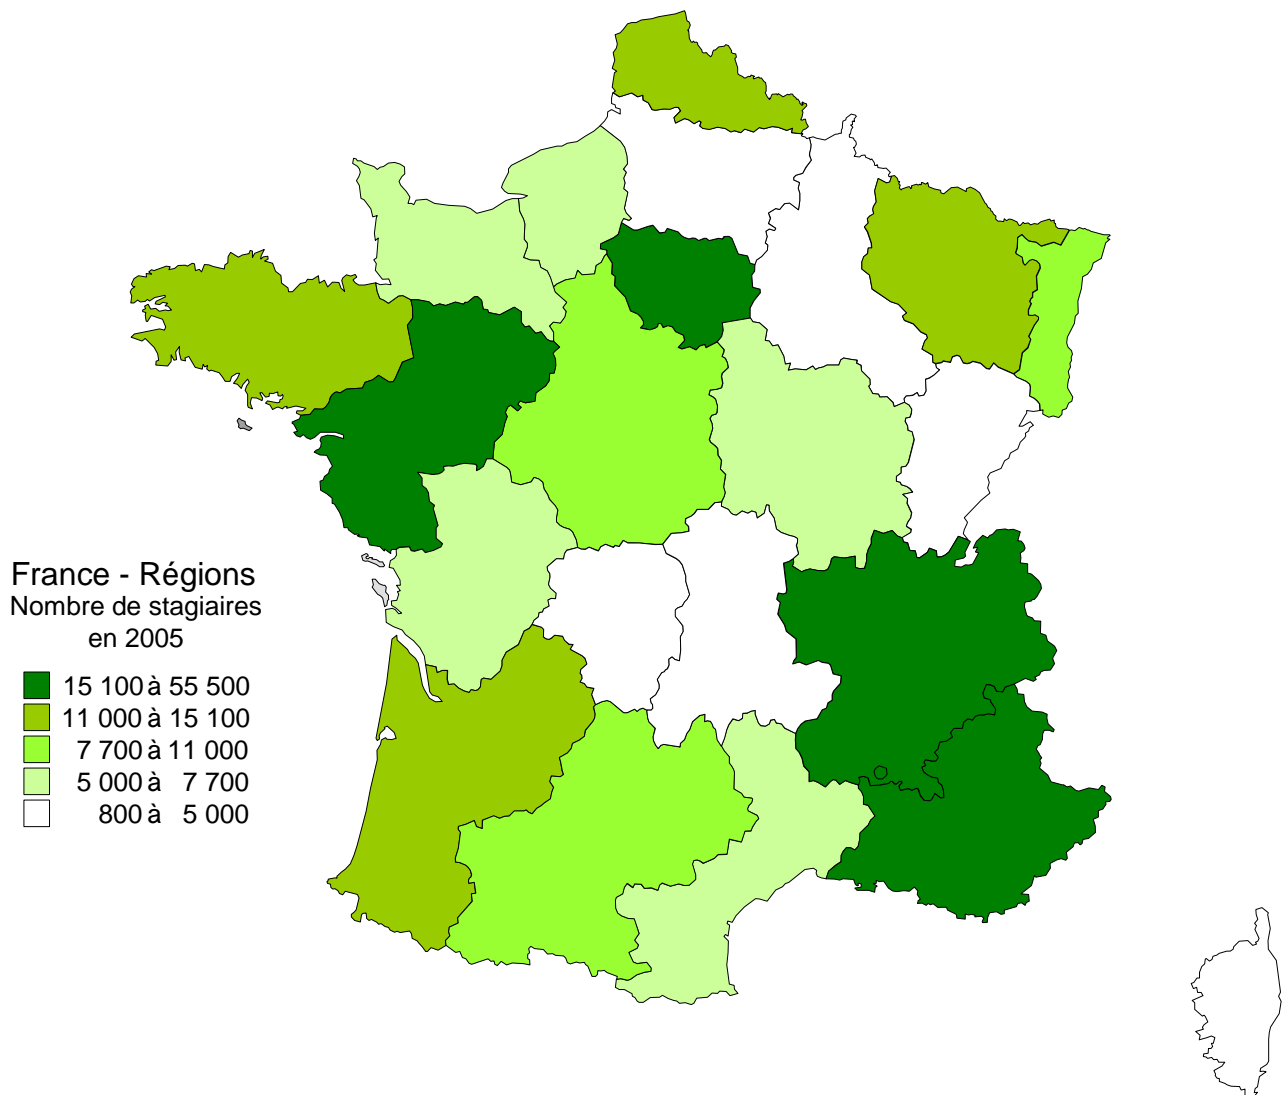 France - Régions
Nombre de stagiaires
en 2005
15 100 à 55 500
11 000 à 15 100
7 700 à 11 000
5 000 à 7 700
800 à 5 000